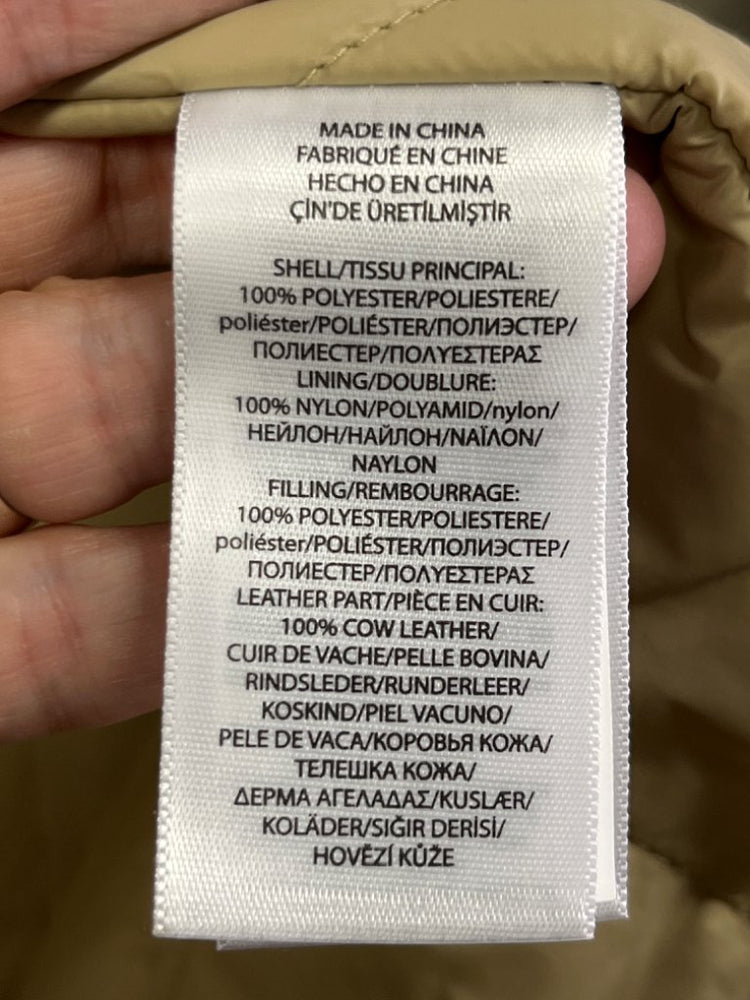 MADE IN CHINA
FABRIQUÉ EN CHINE
HECHO EN CHINA
ÇİN'DE ÜRETİLMİŞTİR
SHELL/TISSU PRINCIPAL:
100% POLYESTER/POLIESTERE/
poliéster/POLIÉSTER/ПОЛИЭСТЕР/
ПОЛИЕСТЕР/ΠΟΛΥΕΣΤΕΡΑΣ
LINING/DOUBLURE:
100% NYLON/POLYAMID/nylon/
НЕЙЛОН/НАЙЛОН/ΝΑΪΛΟΝ/
NAYLON
FILLING/REMBOURRAGE:
100% POLYESTER/POLIESTERE/
poliéster/POLIÉSTER/ПОЛИЭСТЕР/
ПОЛИЕСТЕР/ΠΟΛΥΕΣΤΕΡΑΣ
LEATHER PART/PIÈCE EN CUIR:
100% COW LEATHER/
CUIR DE VACHE/PELLE BOVINA/
RINDSLEDER/RUNDERLEER/
KOSKIND/PIEL VACUNO/
PELE DE VACA/КОРОВЬЯ КОЖА/
ТЕЛЕШКА КОЖА/
ΔΕΡΜΑ ΑΓΕΛΑΔΑΣ/KUSLÆR/
KOLÄDER/SIĞIR DERİSİ/
HOVĚZÍ KŮŽE